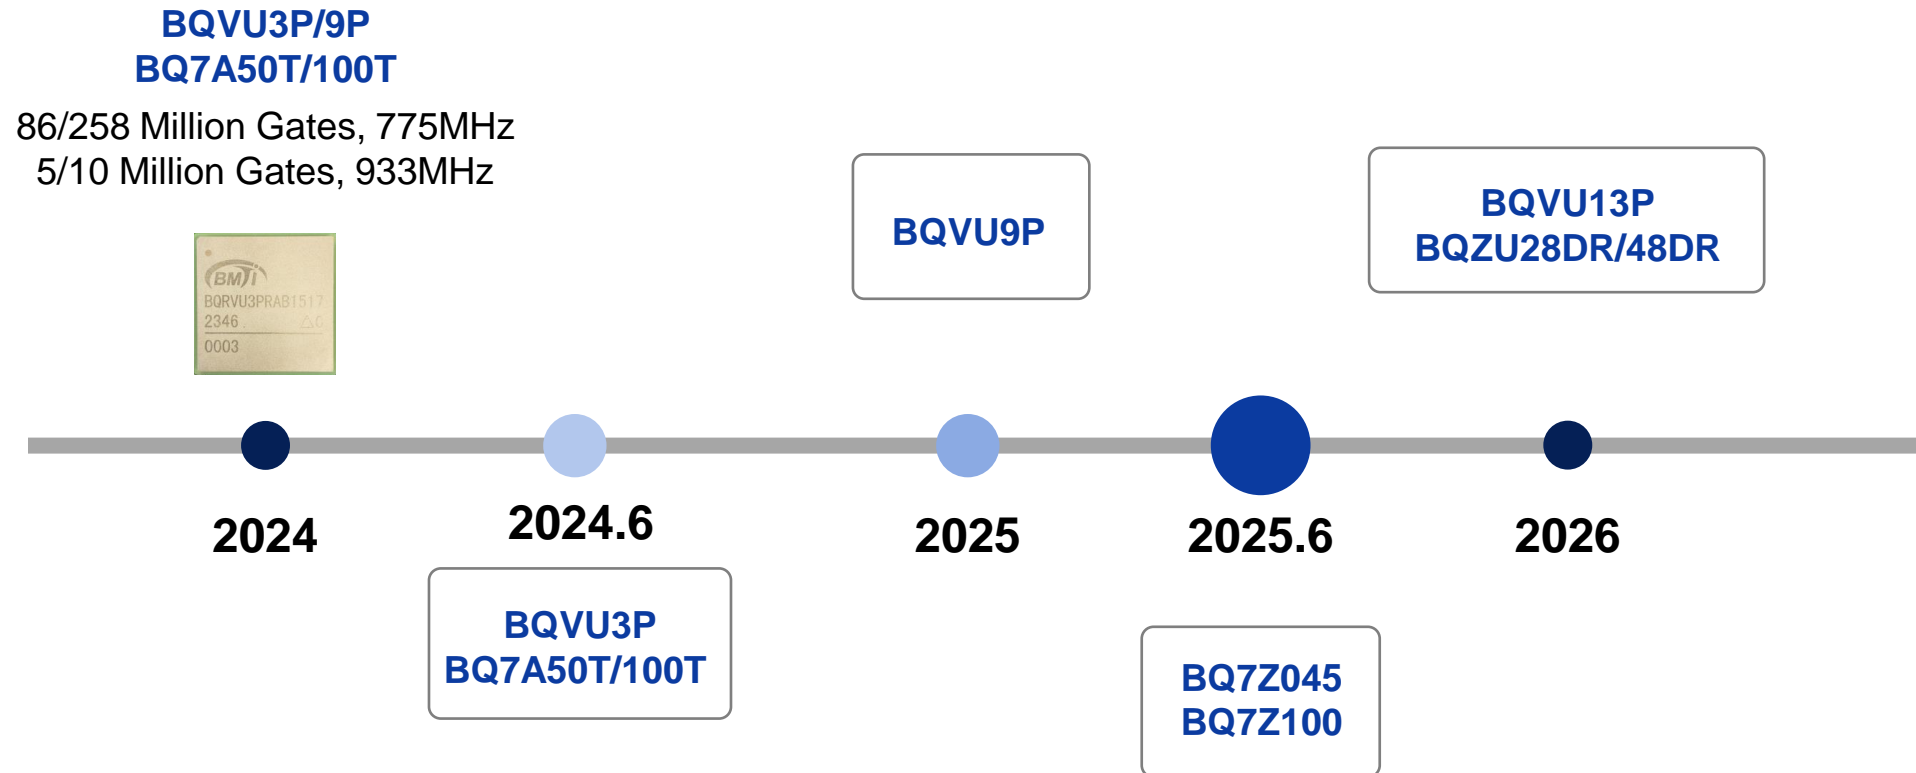 BQVU3P/9P
BQ7A50T/100T
86/258 Million Gates, 775MHz
5/10 Million Gates, 933MHz
BMTi
BQRVU3PRAB1517
2346
0003
BQVU9P
BQVU13P
BQZU28DR/48DR
2024
2024.6
2025
2025.6
2026
BQVU3P
BQ7A50T/100T
BQ7Z045
BQ7Z100